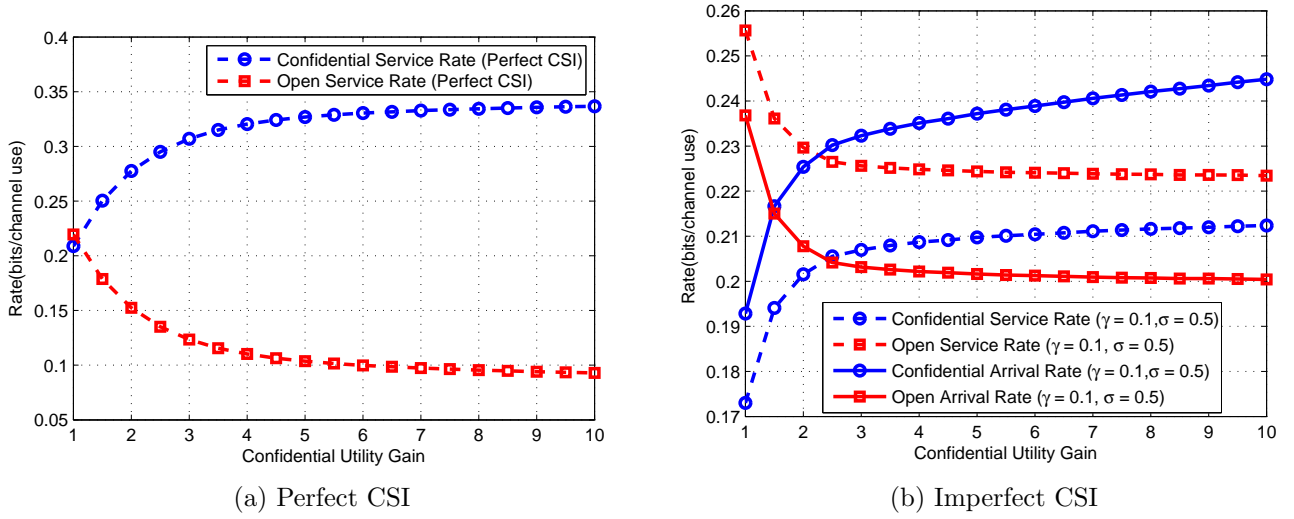 0.4
0.35
0.3
0.25
0.2
0.15
0.1
0.05
Rate(bits/channel use)
Confidential Service Rate (Perfect CSI)
Open Service Rate (Perfect CSI)
1 2 3 4 5 6 7 8 9 10
Confidential Utility Gain
(a) Perfect CSI
0.26
0.25
0.24
0.23
0.22
0.21
0.2
0.19
0.18
0.17
Rate(bits/channel use)
Confidential Service Rate (γ = 0.1,σ = 0.5)
Open Service Rate (γ = 0.1, σ = 0.5)
Confidential Arrival Rate (γ = 0.1,σ = 0.5)
Open Arrival Rate (γ = 0.1, σ = 0.5)
1 2 3 4 5 6 7 8 9 10
Confidential Utility Gain
(b) Imperfect CSI